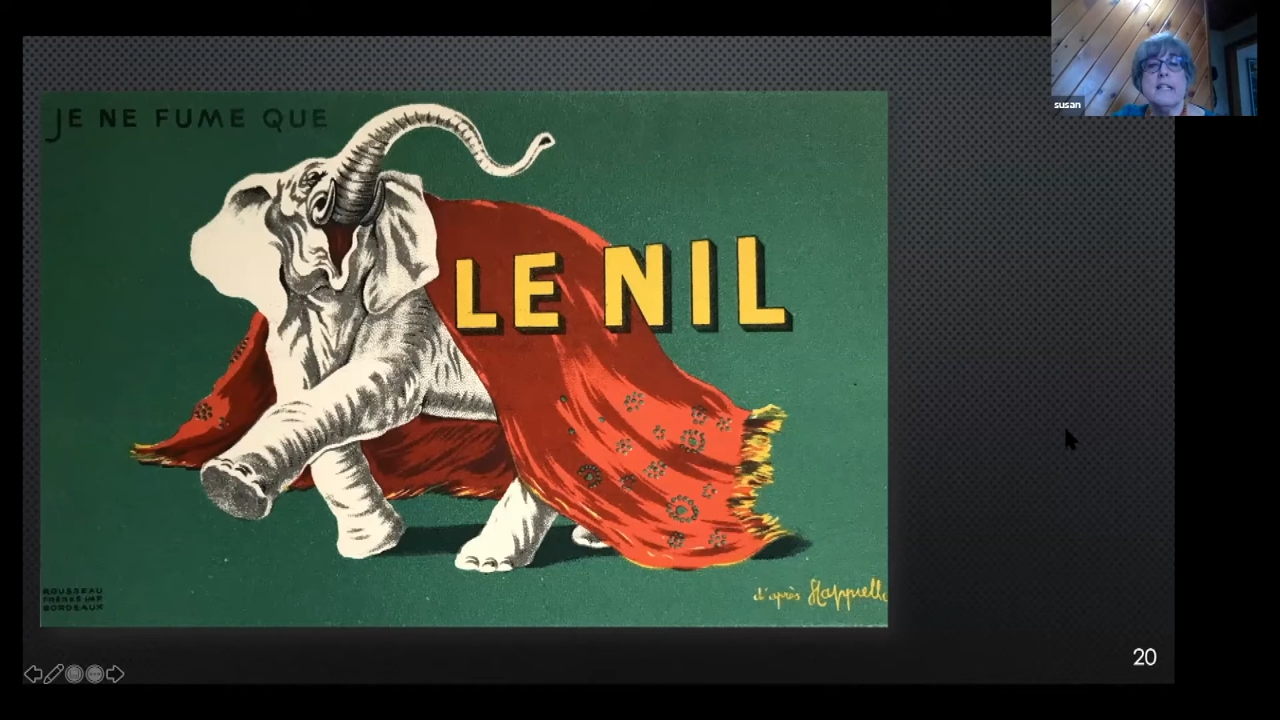 susan
JE NE FUME QUE
LE NIL
ROUSSEAU
FRÈRES IMP.
BORDEAUX
d'après Cappiello
20